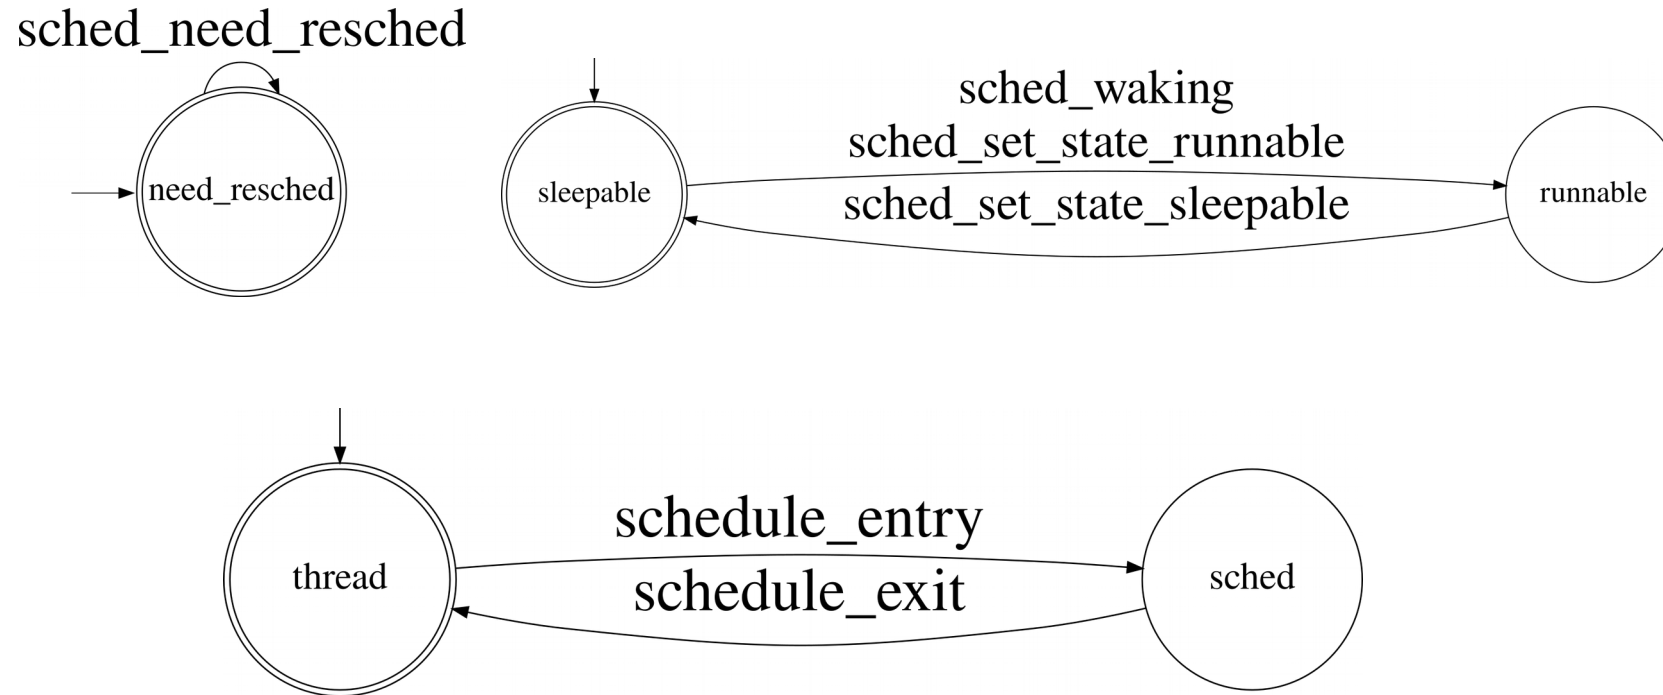 sched_need_resched
need_resched
sleepable
sched_waking
sched_set_state_runnable
sched_set_state_sleepable
runnable
thread
schedule_entry
schedule_exit
sched